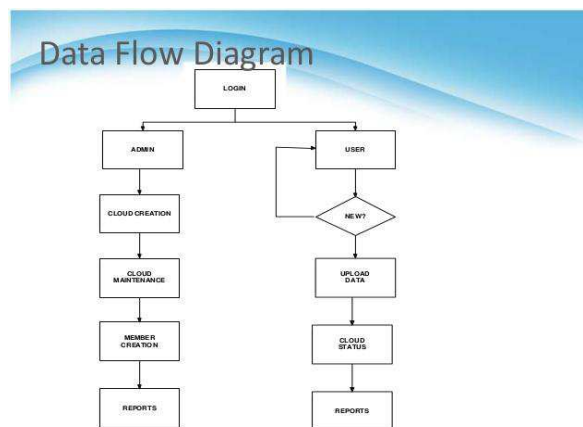 Data Flow Diagram
LOGIN
ADMIN
USER
CLOUD CREATION
NEW?
CLOUD
MAINTENANCE
UPLOAD
DATA
MEMBER
CREATION
CLOUD
STATUS
REPORTS
REPORTS